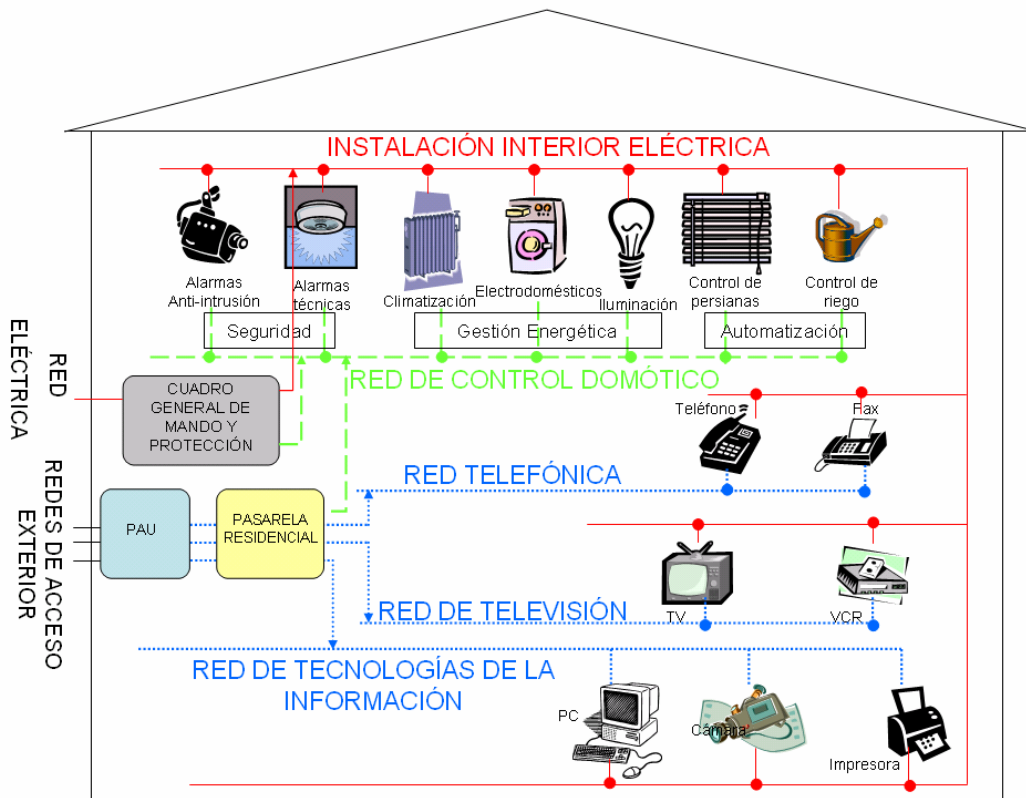 INSTALACIÓN INTERIOR ELÉCTRICA
Alarmas
Anti-intrusión
Alarmas
técnicas
Climatización
Electrodomésticos
Iluminación
Control de
persianas
Control de
riego
Seguridad
Gestión Energética
Automatización
RED DE CONTROL DOMÓTICO
RED
ELÉCTRICA
CUADRO
GENERAL DE
MANDO Y
PROTECCIÓN
Teléfono
Fax
RED TELEFÓNICA
REDES DE ACCESO
EXTERIOR
PAU
PASARELA
RESIDENCIAL
TV
VCR
RED DE TELEVISIÓN
RED DE TECNOLOGÍAS DE LA
INFORMACIÓN
PC
Cámara
Impresora